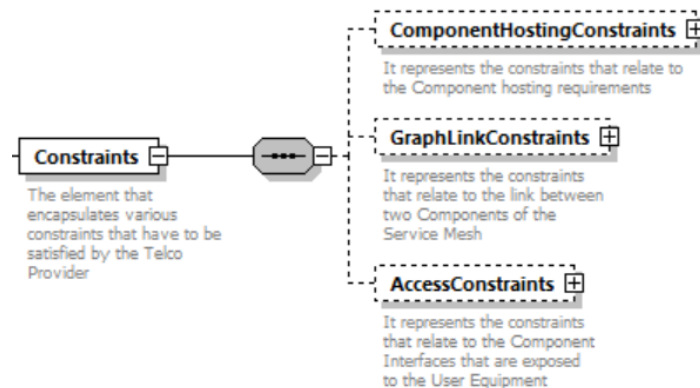 ComponentHostingConstraints
It represents the constraints that relate to
the Component hosting requirements
GraphLinkConstraints
It represents the constraints
that relate to the link between
two Components of the
Service Mesh
Constraints
The element that
encapsulates various
constraints that have to be
satisfied by the Telco
Provider
AccessConstraints
It represents the constraints
that relate to the Component
Interfaces that are exposed
to the User Equipment